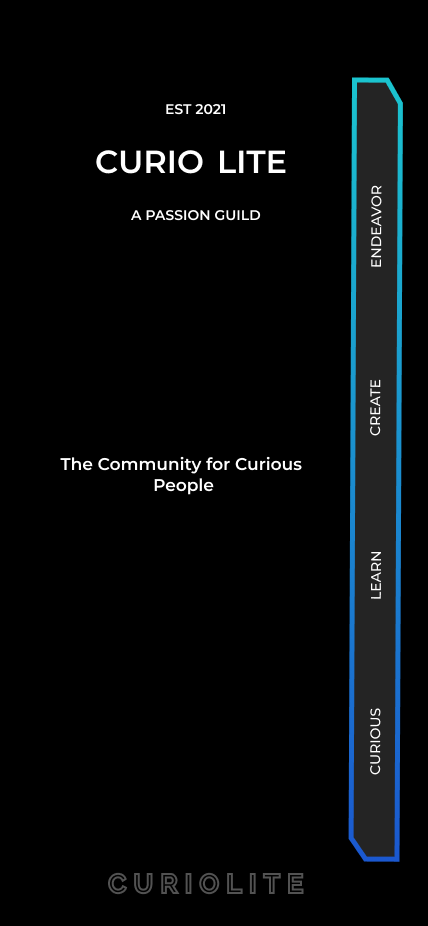 EST 2021
CURIO LITE
A PASSION GUILD
The Community for Curious
People
ENDEAVOR
CREATE
LEARN
CURIOUS
CURIOLITE